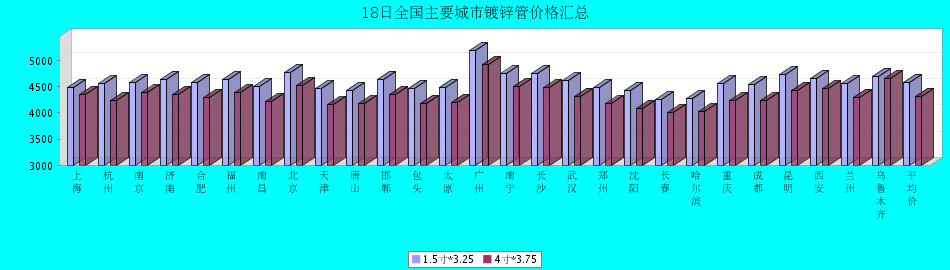 18日全国主要城市镀锌管价格汇总
5000
4500
4000
3500
3000
上海 杭州 南京 济南 合肥 福州 南昌 北京 天津 唐山 邯郸 包头 太原 广州 南宁 长沙 武汉 郑州 沈阳 长春 哈尔滨 重庆 成都 昆明 西安 兰州 乌鲁木齐 平均价
1.5寸*3.25 4寸*3.75